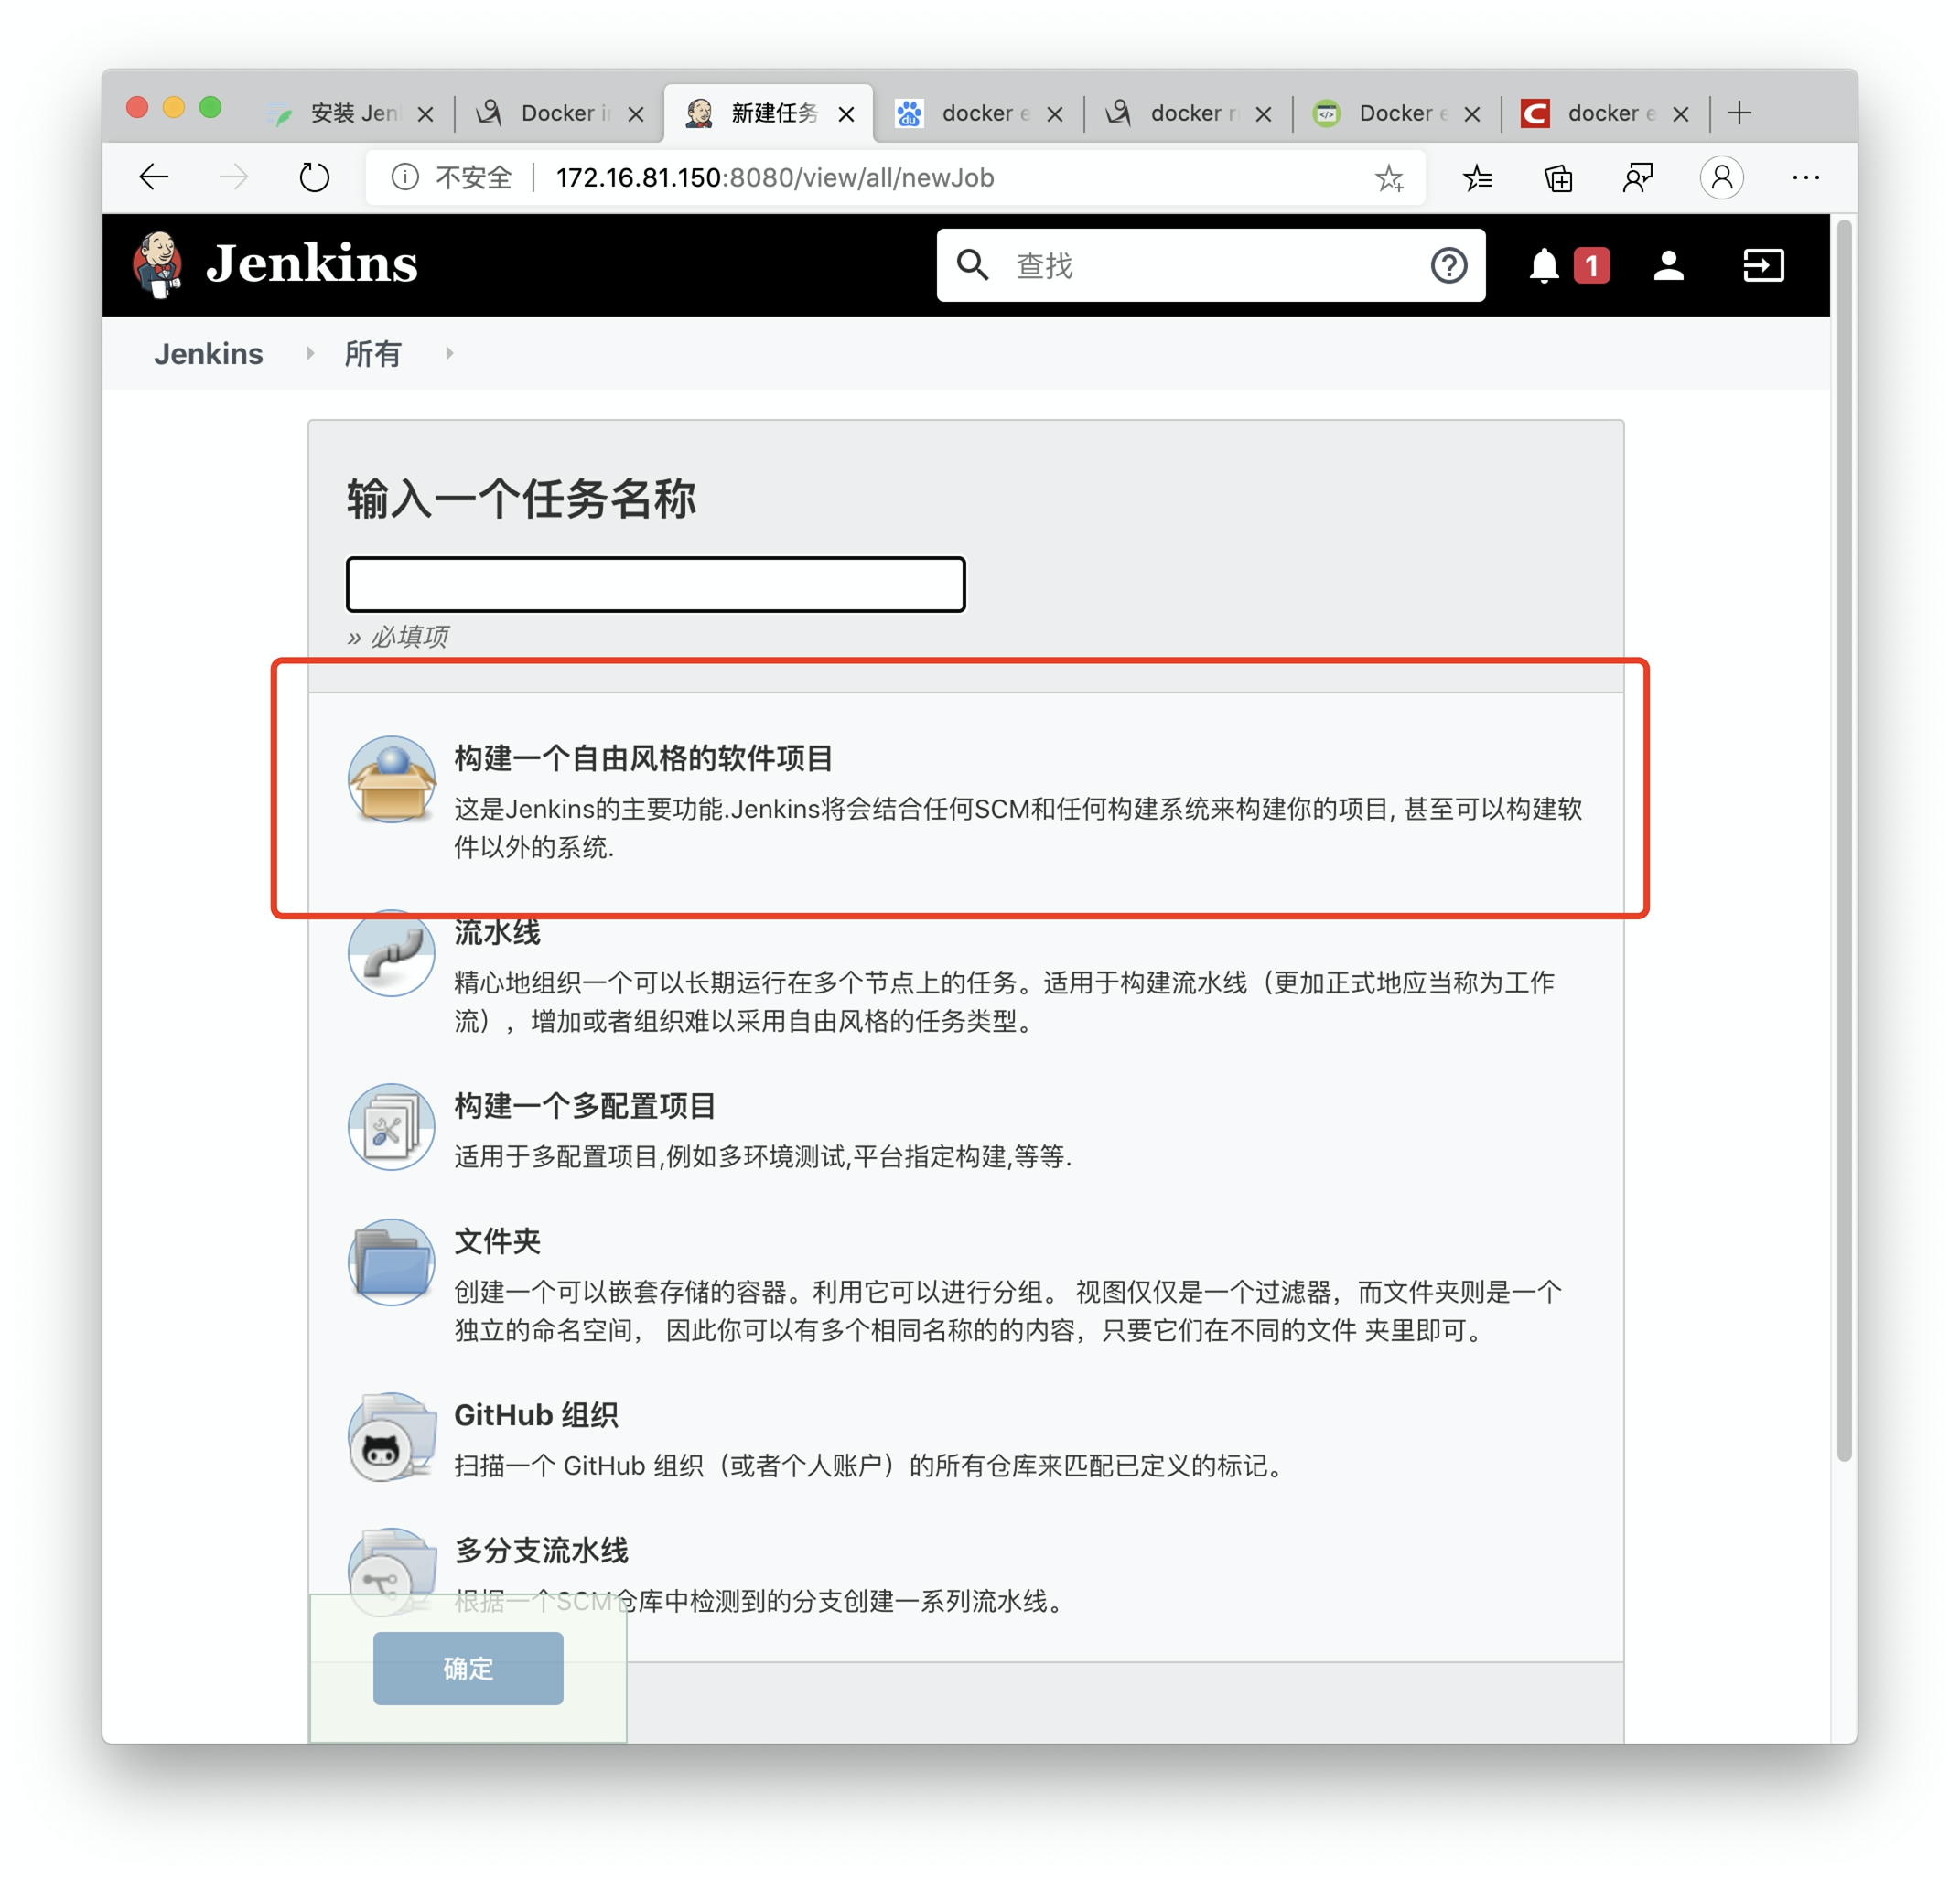 安装 Jen
Docker i
新建任务
docker e
docker r
Docker e
docker e
不安全
172.16.81.150:8080/view/all/newJob
Jenkins
查找
1
Jenkins
所有
输入一个任务名称
» 必填项
构建一个自由风格的软件项目
这是Jenkins的主要功能.Jenkins将会结合任何SCM和任何构建系统来构建你的项目, 甚至可以构建软
件以外的系统.
流水线
精心地组织一个可以长期运行在多个节点上的任务。适用于构建流水线（更加正式地应当称为工作
流），增加或者组织难以采用自由风格的任务类型。
构建一个多配置项目
适用于多配置项目,例如多环境测试,平台指定构建,等等.
文件夹
创建一个可以嵌套存储的容器。利用它可以进行分组。 视图仅仅是一个过滤器，而文件夹则是一个
独立的命名空间， 因此你可以有多个相同名称的的内容，只要它们在不同的文件 夹里即可。
GitHub 组织
扫描一个 GitHub 组织（或者个人账户）的所有仓库来匹配已定义的标记。
多分支流水线
根据一个SCM仓库中检测到的分支创建一系列流水线。
确定